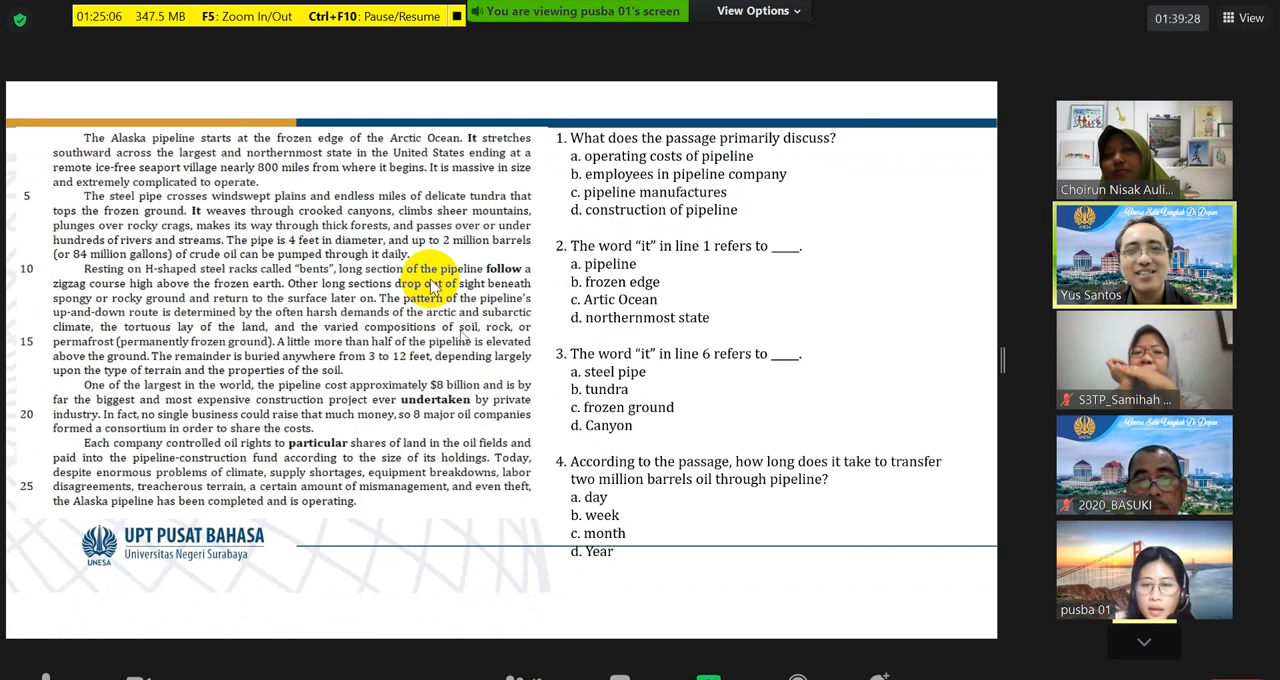 01:25:06 347.5 MB F5: Zoom In/Out Ctrl+F10: Pause/Resume
You are viewing pusba 01's screen
View Options
01:39:28
View
The Alaska pipeline starts at the frozen edge of the Arctic Ocean. It stretches
southward across the largest and northernmost state in the United States ending at a
remote ice-free seaport village nearly 800 miles from where it begins. It is massive in size
and extremely complicated to operate.
5 The steel pipe crosses windswept plains and endless miles of delicate tundra that
tops the frozen ground. It weaves through crooked canyons, climbs sheer mountains,
plunges over rocky crags, makes its way through thick forests, and passes over or under
hundreds of rivers and streams. The pipe is 4 feet in diameter, and up to 2 million barrels
(or 84 million gallons) of crude oil can be pumped through it daily.
10 Resting on H-shaped steel racks called "bents", long section of the pipeline follow a
zigzag course high above the frozen earth. Other long sections drop out of sight beneath
spongy or rocky ground and return to the surface later on. The pattern of the pipeline's
up-and-down route is determined by the often harsh demands of the arctic and subarctic
climate, the tortuous lay of the land, and the varied compositions of soil, rock, or
15 permafrost (permanently frozen ground). A little more than half of the pipeline is elevated
above the ground. The remainder is buried anywhere from 3 to 12 feet, depending largely
upon the type of terrain and the properties of the soil.
One of the largest in the world, the pipeline cost approximately $8 billion and is by
far the biggest and most expensive construction project ever undertaken by private
20 industry. In fact, no single business could raise that much money, so 8 major oil companies
formed a consortium in order to share the costs.
Each company controlled oil rights to particular shares of land in the oil fields and
paid into the pipeline-construction fund according to the size of its holdings. Today,
despite enormous problems of climate, supply shortages, equipment breakdowns, labor
25 disagreements, treacherous terrain, a certain amount of mismanagement, and even theft,
the Alaska pipeline has been completed and is operating.
UNESA
UPT PUSAT BAHASA
Universitas Negeri Surabaya
1. What does the passage primarily discuss?
a. operating costs of pipeline
b. employees in pipeline company
c. pipeline manufactures
d. construction of pipeline
2. The word "it" in line 1 refers to ____.
a. pipeline
b. frozen edge
c. Artic Ocean
d. northernmost state
3. The word "it" in line 6 refers to ____.
a. steel pipe
b. tundra
c. frozen ground
d. Canyon
4. According to the passage, how long does it take to transfer
two million barrels oil through pipeline?
a. day
b. week
c. month
d. Year
Choirun Nisak Auli...
Unesa Satu Langkah Di Depan
Yus Santos
S3TP_Samihah ...
2020_BASUKI
pusba 01